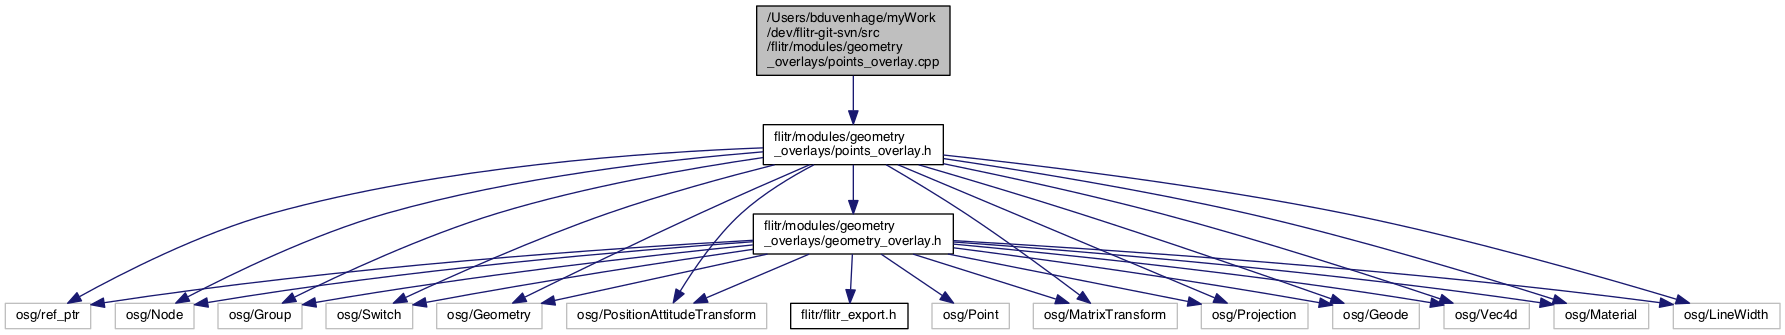 /Users/bduvenhage/myWork
/dev/flitr-git-svn/src
/flitr/modules/geometry
_overlays/points_overlay.cpp
flitr/modules/geometry
_overlays/points_overlay.h
flitr/modules/geometry
_overlays/geometry_overlay.h
osg/ref_ptr
osg/Node
osg/Group
osg/Switch
osg/Geometry
osg/PositionAttitudeTransform
flitr/flitr_export.h
osg/Point
osg/MatrixTransform
osg/Projection
osg/Geode
osg/Vec4d
osg/Material
osg/LineWidth